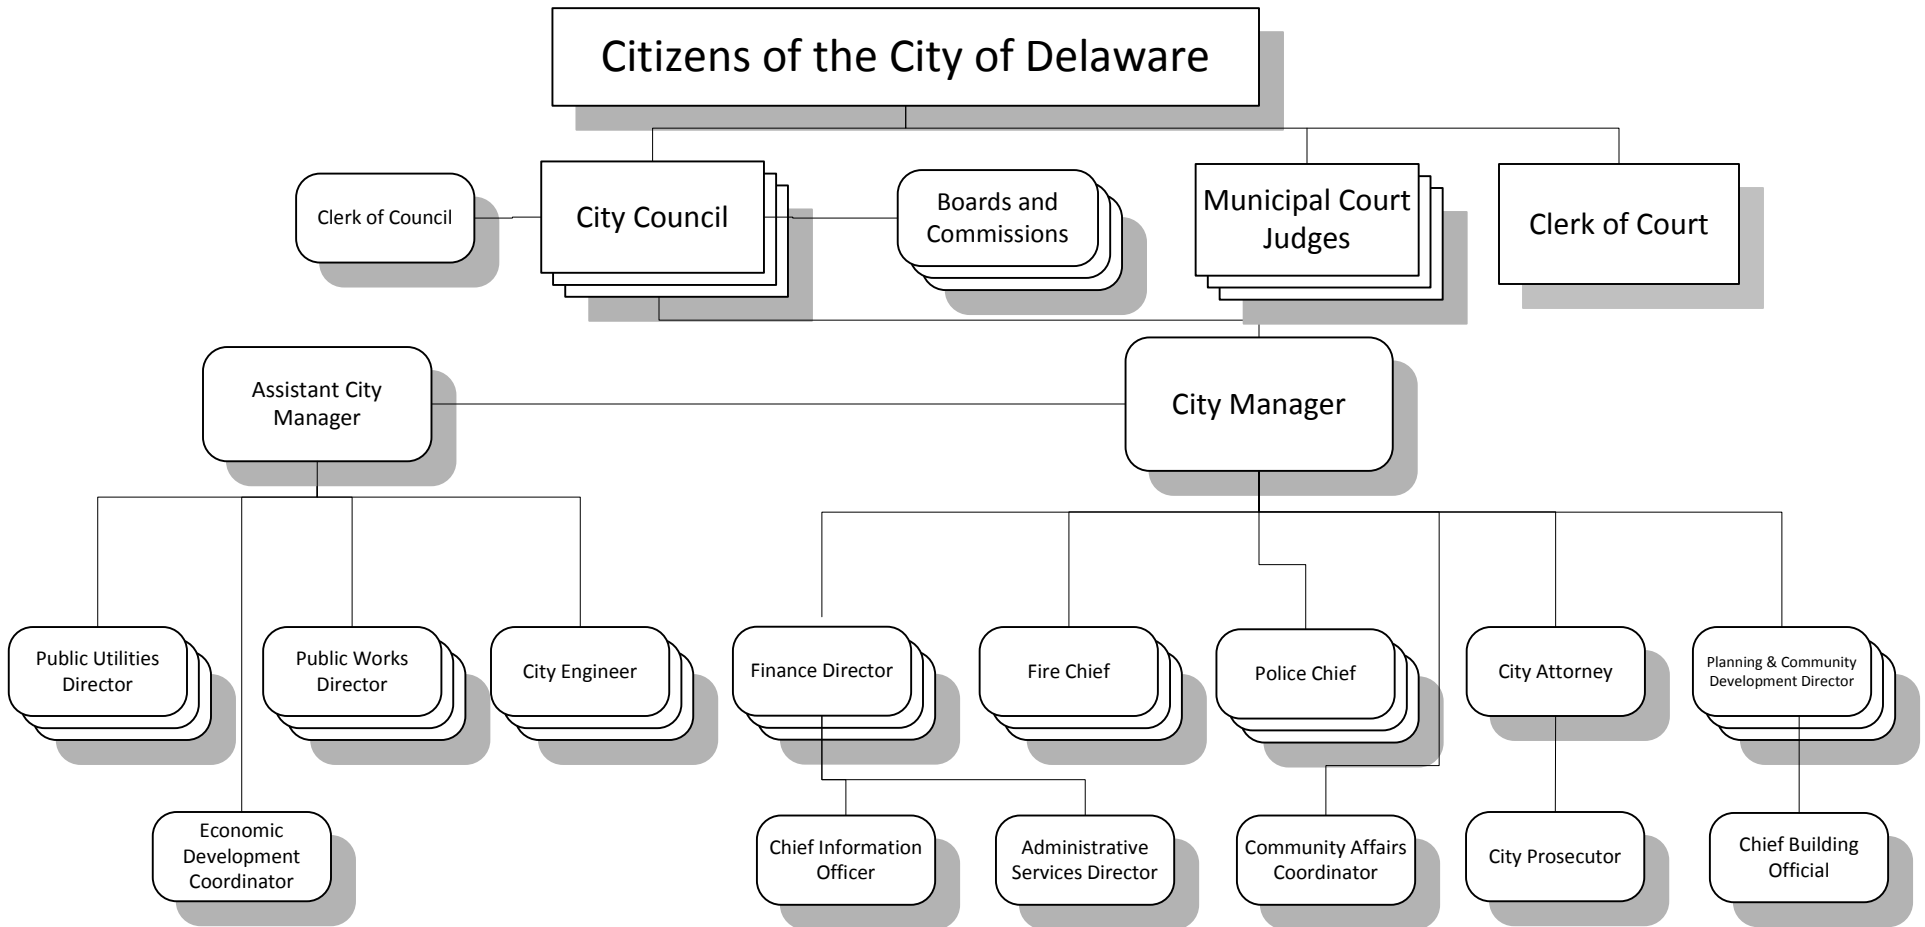 Citizens of the City of Delaware
Clerk of Council
City Council
Boards and
Commissions
Municipal Court
Judges
Clerk of Court
Assistant City
Manager
City Manager
Public Utilities
Director
Public Works
Director
City Engineer
Finance Director
Fire Chief
Police Chief
City Attorney
Planning & Community
Development Director
Economic
Development
Coordinator
Chief Information
Officer
Administrative
Services Director
Community Affairs
Coordinator
City Prosecutor
Chief Building
Official